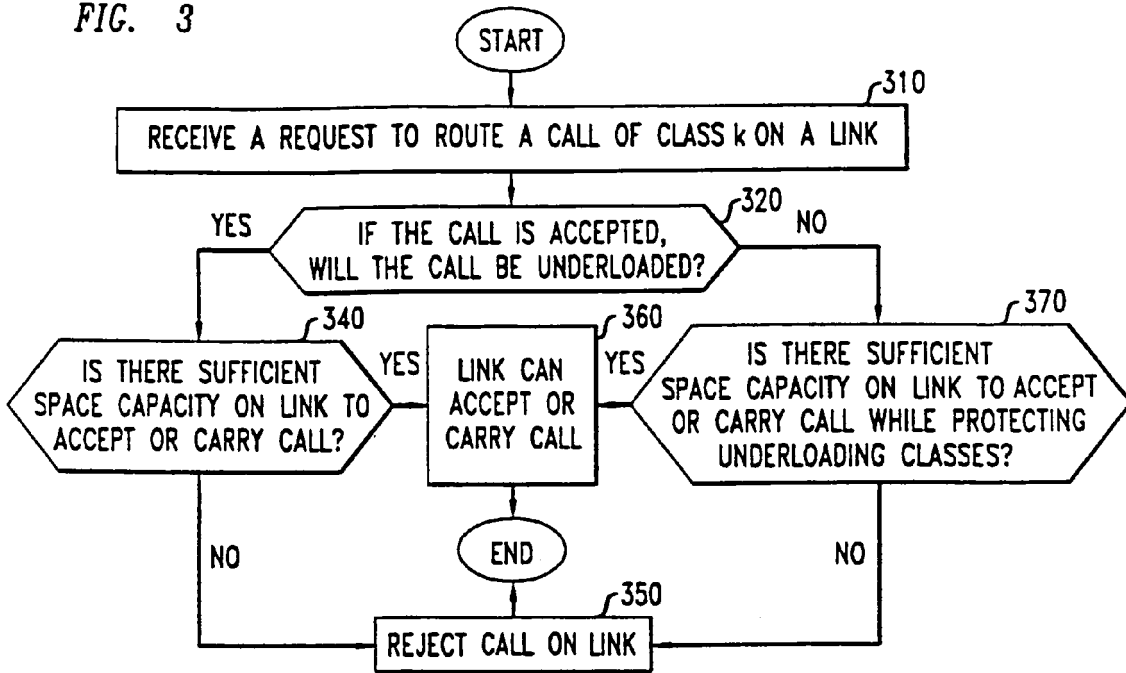 FIG. 3
START
310
RECEIVE A REQUEST TO ROUTE A CALL OF CLASS k ON A LINK
320
YES
IF THE CALL IS ACCEPTED,
WILL THE CALL BE UNDERLOADED?
NO
340
IS THERE SUFFICIENT
SPACE CAPACITY ON LINK TO
ACCEPT OR CARRY CALL?
YES
360
LINK CAN
ACCEPT OR
CARRY CALL
YES
370
IS THERE SUFFICIENT
SPACE CAPACITY ON LINK TO ACCEPT
OR CARRY CALL WHILE PROTECTING
UNDERLOADING CLASSES?
NO
END
NO
350
REJECT CALL ON LINK